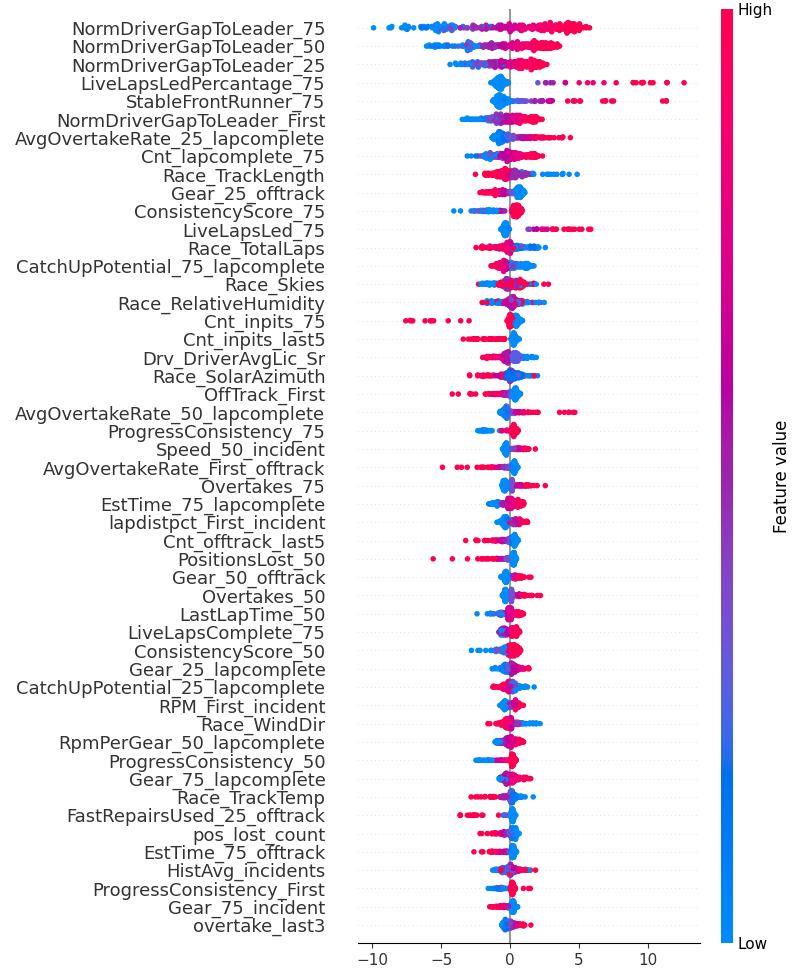 High
NormDriverGapToLeader_75
NormDriverGapToLeader_50
NormDriverGapToLeader_25
LiveLapsLedPercantage_75
StableFrontRunner_75
NormDriverGapToLeader_First
AvgOvertakeRate_25_lapcomplete
Cnt_lapcomplete_75
Race_TrackLength
Gear_25_offtrack
ConsistencyScore_75
LiveLapsLed_75
Race_TotalLaps
CatchUpPotential_75_lapcomplete
Race_Skies
Race_RelativeHumidity
Cnt_inpits_75
Cnt_inpits_last5
Drv_DriverAvgLic_Sr
Race_SolarAzimuth
OffTrack_First
AvgOvertakeRate_50_lapcomplete
ProgressConsistency_75
Speed_50_incident
AvgOvertakeRate_First_offtrack
Overtakes_75
EstTime_75_lapcomplete
lapdistpct_First_incident
Cnt_offtrack_last5
PositionsLost_50
Gear_50_offtrack
Overtakes_50
LastLapTime_50
LiveLapsComplete_75
ConsistencyScore_50
Gear_25_lapcomplete
CatchUpPotential_25_lapcomplete
RPM_First_incident
Race_WindDir
RpmPerGear_50_lapcomplete
ProgressConsistency_50
Gear_75_lapcomplete
Race_TrackTemp
FastRepairsUsed_25_offtrack
pos_lost_count
EstTime_75_offtrack
HistAvg_incidents
ProgressConsistency_First
Gear_75_incident
overtake_last3
−10 −5 0 5 10
Low
Feature value